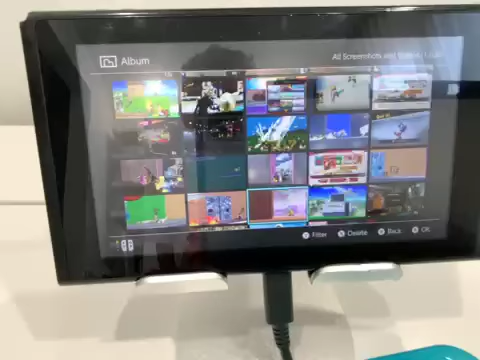 Album
All Screenshots and Videos
Filter
Delete
Back
OK